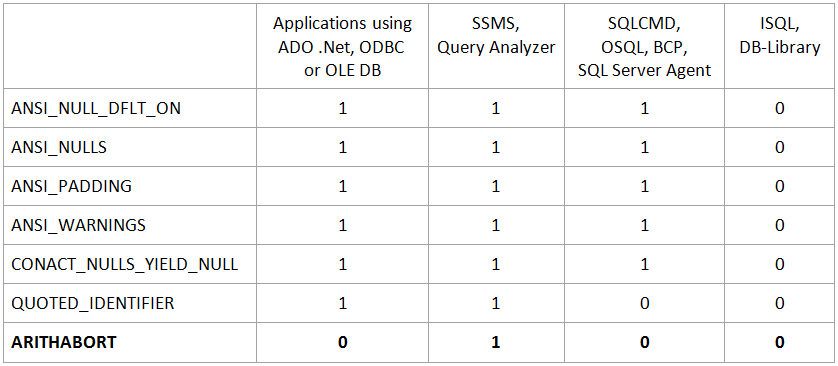 Applications using
ADO .Net, ODBC
or OLE DB
SSMS,
Query Analyzer
SQLCMD,
OSQL, BCP,
SQL Server Agent
ISQL,
DB-Library
ANSI_NULL_DFLT_ON 1 1 1 0
ANSI_NULLS 1 1 1 0
ANSI_PADDING 1 1 1 0
ANSI_WARNINGS 1 1 1 0
CONACT_NULLS_YIELD_NULL 1 1 1 0
QUOTED_IDENTIFIER 1 1 0 0
ARITHABORT 0 1 0 0